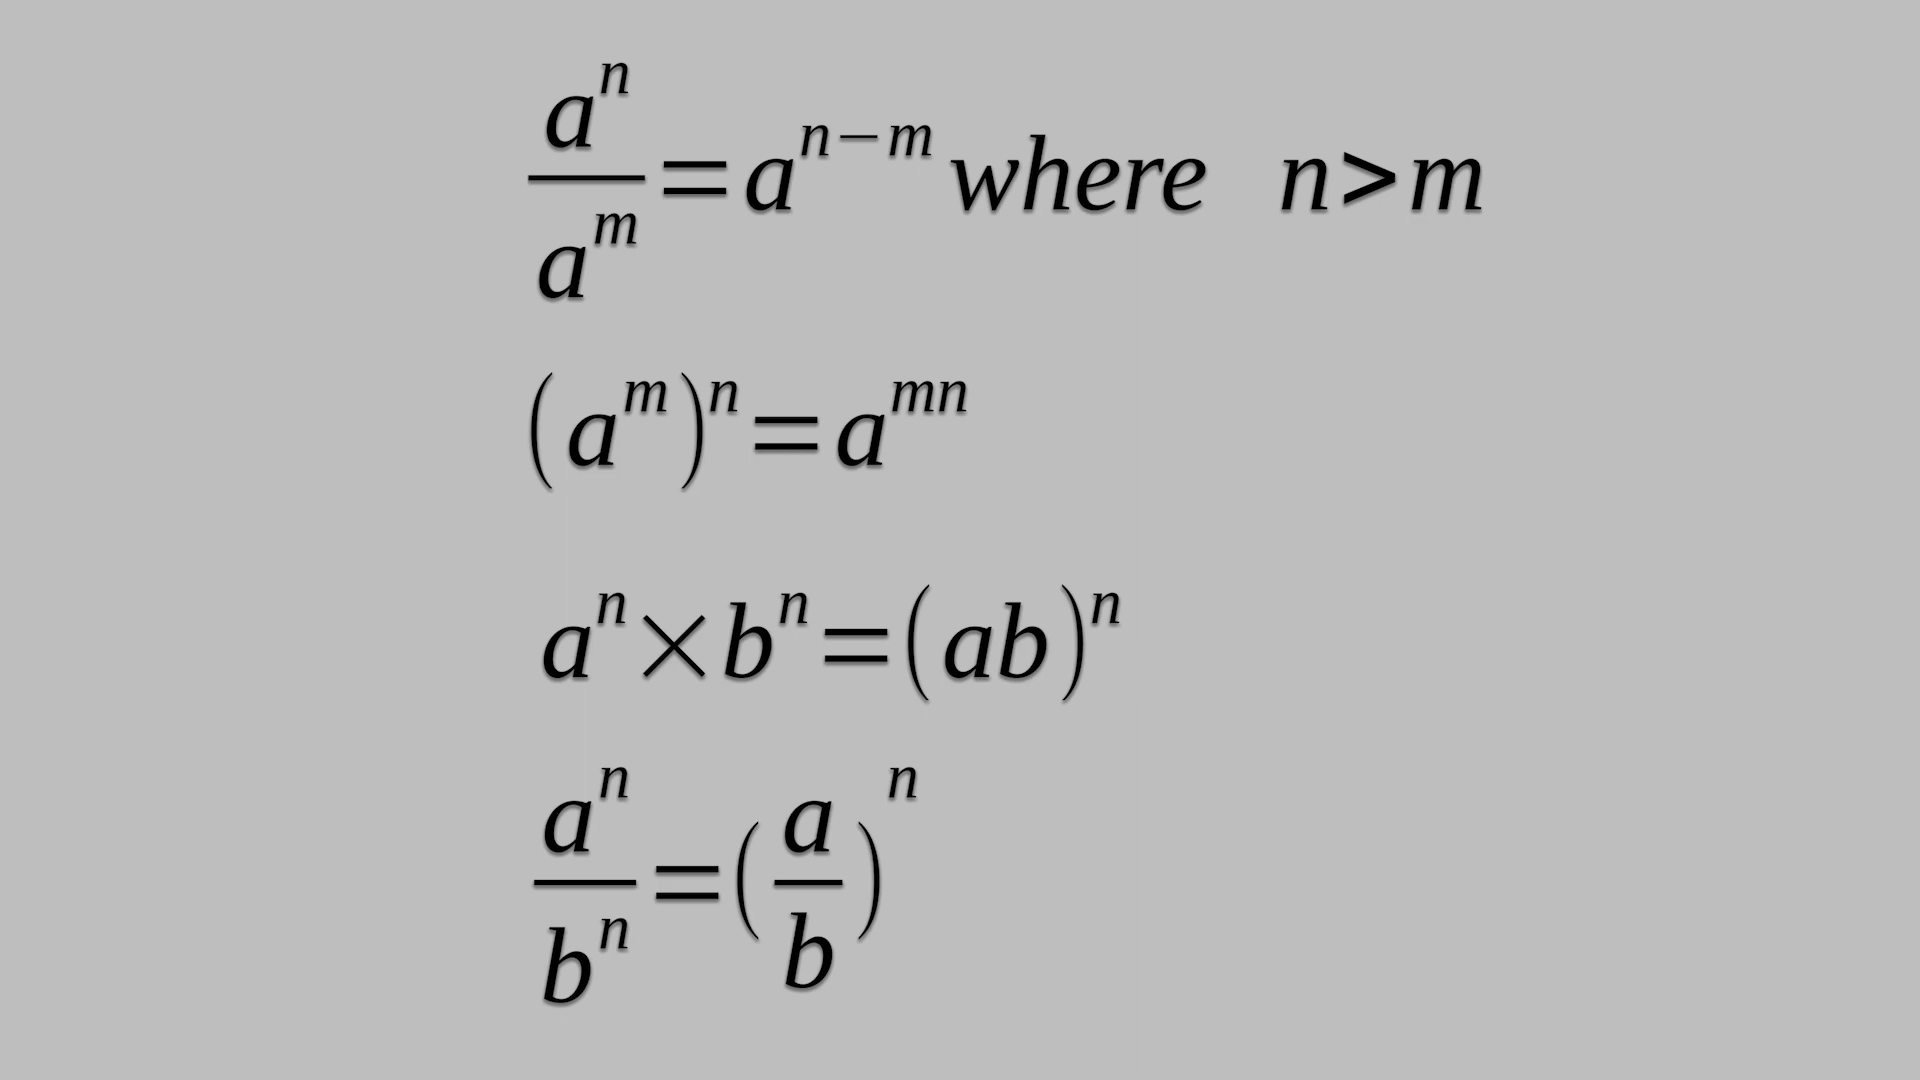 a^n / a^m = a^(n−m) where n > m
(a^m)^n = a^(mn)
a^n × b^n = (ab)^n
a^n / b^n = (a / b)^n